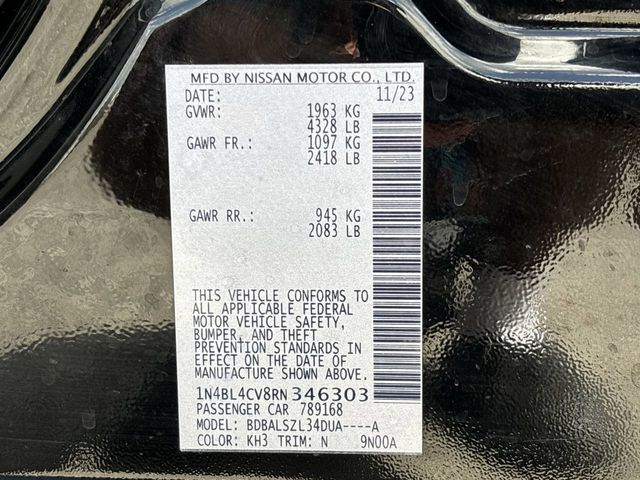 MFD BY NISSAN MOTOR CO., LTD.
DATE: 11/23
GVWR: 1963 KG
4328 LB
GAWR FR.: 1097 KG
2418 LB
GAWR RR.: 945 KG
2083 LB
THIS VEHICLE CONFORMS TO
ALL APPLICABLE FEDERAL
MOTOR VEHICLE SAFETY,
BUMPER, AND THEFT
PREVENTION STANDARDS IN
EFFECT ON THE DATE OF
MANUFACTURE SHOWN ABOVE.
1N4BL4CV8RN346303
PASSENGER CAR 789168
MODEL: BDBALSZL34DUA----A
COLOR: KH3 TRIM: N 9N00A